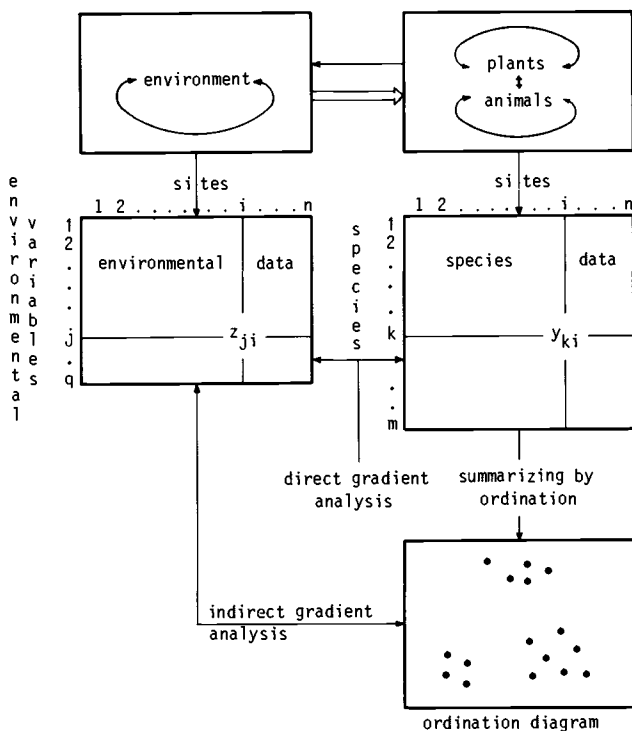 environment
plants
animals
sites
sites
1 2 . . . . . . . i . . . . n
1 2 . . . . . . . i . . . . n
environmental
variables
1
2
.
.
.
j
.
q
environmental data
z_ji
species
1
2
.
.
.
k
.
.
m
species data
y_ki
direct gradient
analysis
summarizing by
ordination
indirect gradient
analysis
ordination diagram